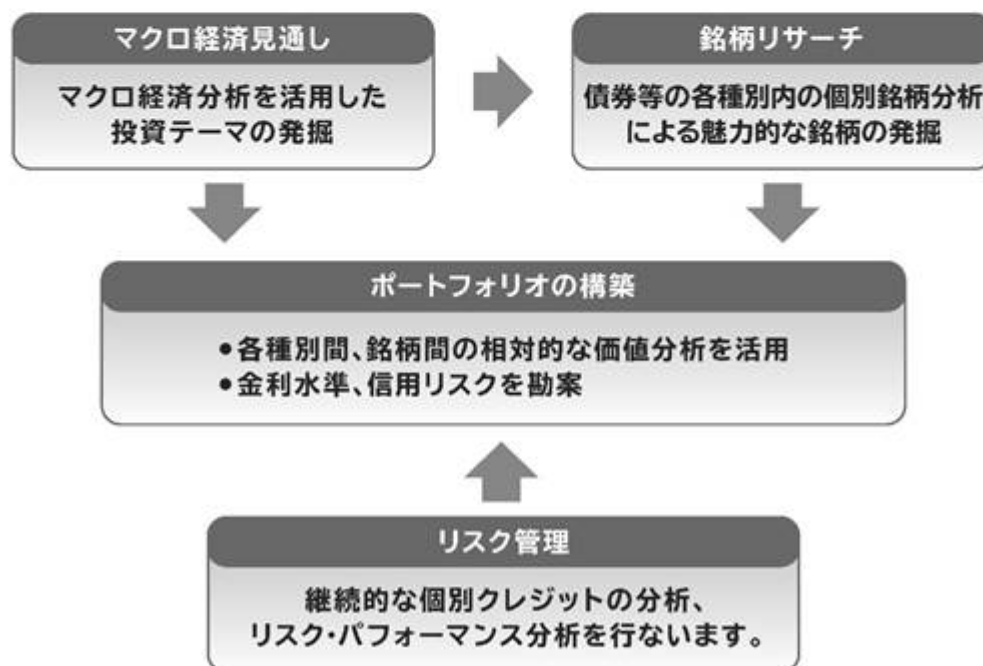 マクロ経済見通し
マクロ経済分析を活用した
投資テーマの発掘
銘柄リサーチ
債券等の各種別内の個別銘柄分析
による魅力的な銘柄の発掘
ポートフォリオの構築
●各種別間、銘柄間の相対的な価値分析を活用
●金利水準、信用リスクを勘案
リスク管理
継続的な個別クレジットの分析、
リスク・パフォーマンス分析を行ないます。